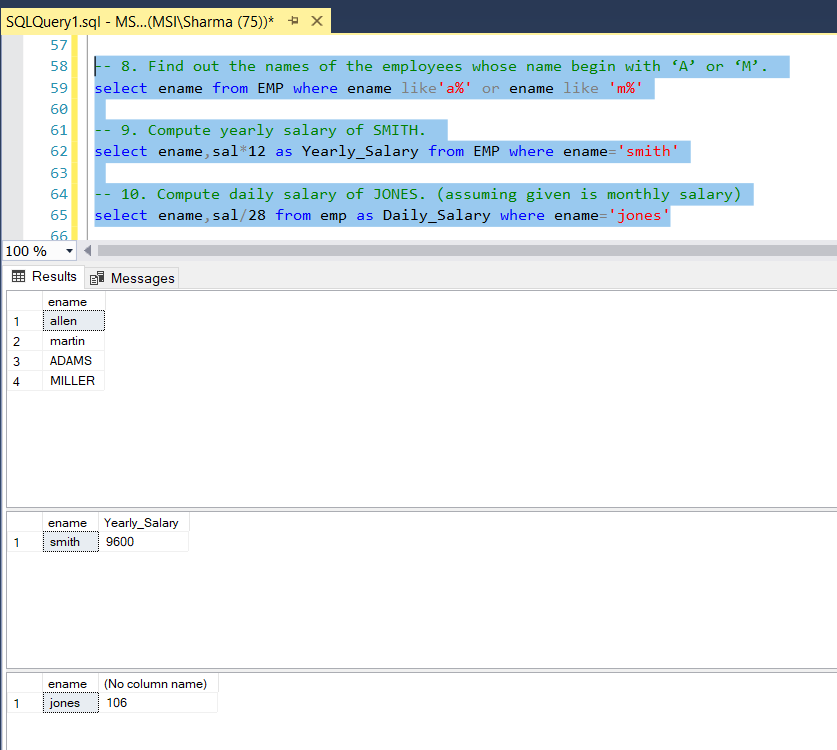 SQLQuery1.sql - MS...(MSI\Sharma (75))*
57
58 -- 8. Find out the names of the employees whose name begin with ‘A’ or ‘M’.
59 select ename from EMP where ename like'a%' or ename like 'm%'
60
61 -- 9. Compute yearly salary of SMITH.
62 select ename,sal*12 as Yearly_Salary from EMP where ename='smith'
63
64 -- 10. Compute daily salary of JONES. (assuming given is monthly salary)
65 select ename,sal/28 from emp as Daily_Salary where ename='jones'
66
100 %
Results Messages
ename
1 allen
2 martin
3 ADAMS
4 MILLER
ename Yearly_Salary
1 smith 9600
ename (No column name)
1 jones 106